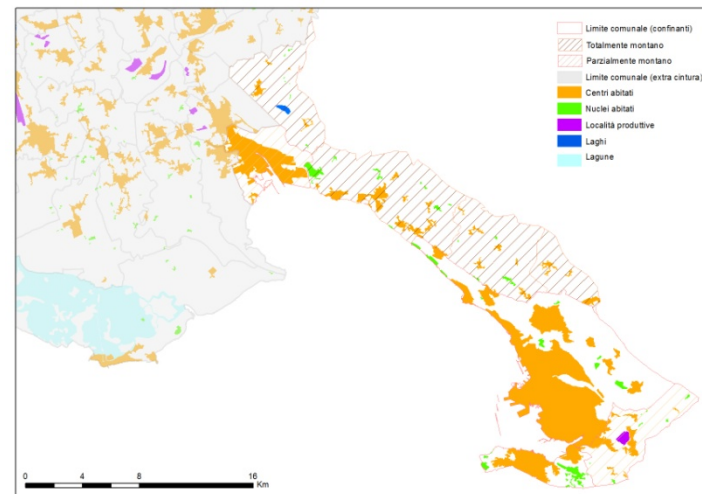 Limite comunale (confinanti)
Totalmente montano
Parzialmente montano
Limite comunale (extra cintura)
Centri abitati
Nuclei abitati
Località produttive
Laghi
Lagune
0 4 8 12 16
Km